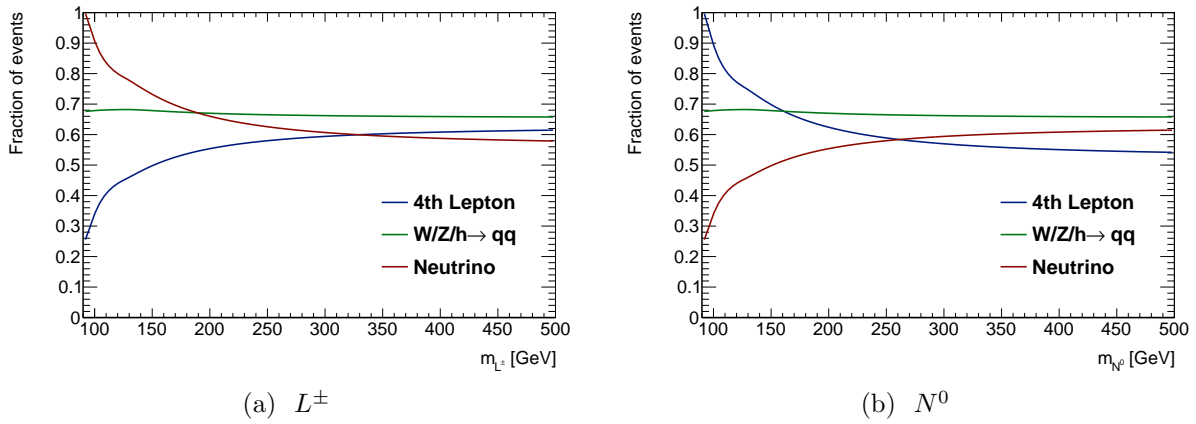 Fraction of events
1
0.9
0.8
0.7
0.6
0.5
0.4
0.3
0.2
0.1
0
4th Lepton
W/Z/h→ qq
Neutrino
100 150 200 250 300 350 400 450 500
m_{L^±} [GeV]
(a) L^±
Fraction of events
1
0.9
0.8
0.7
0.6
0.5
0.4
0.3
0.2
0.1
0
4th Lepton
W/Z/h→ qq
Neutrino
100 150 200 250 300 350 400 450 500
m_{N^0} [GeV]
(b) N^0